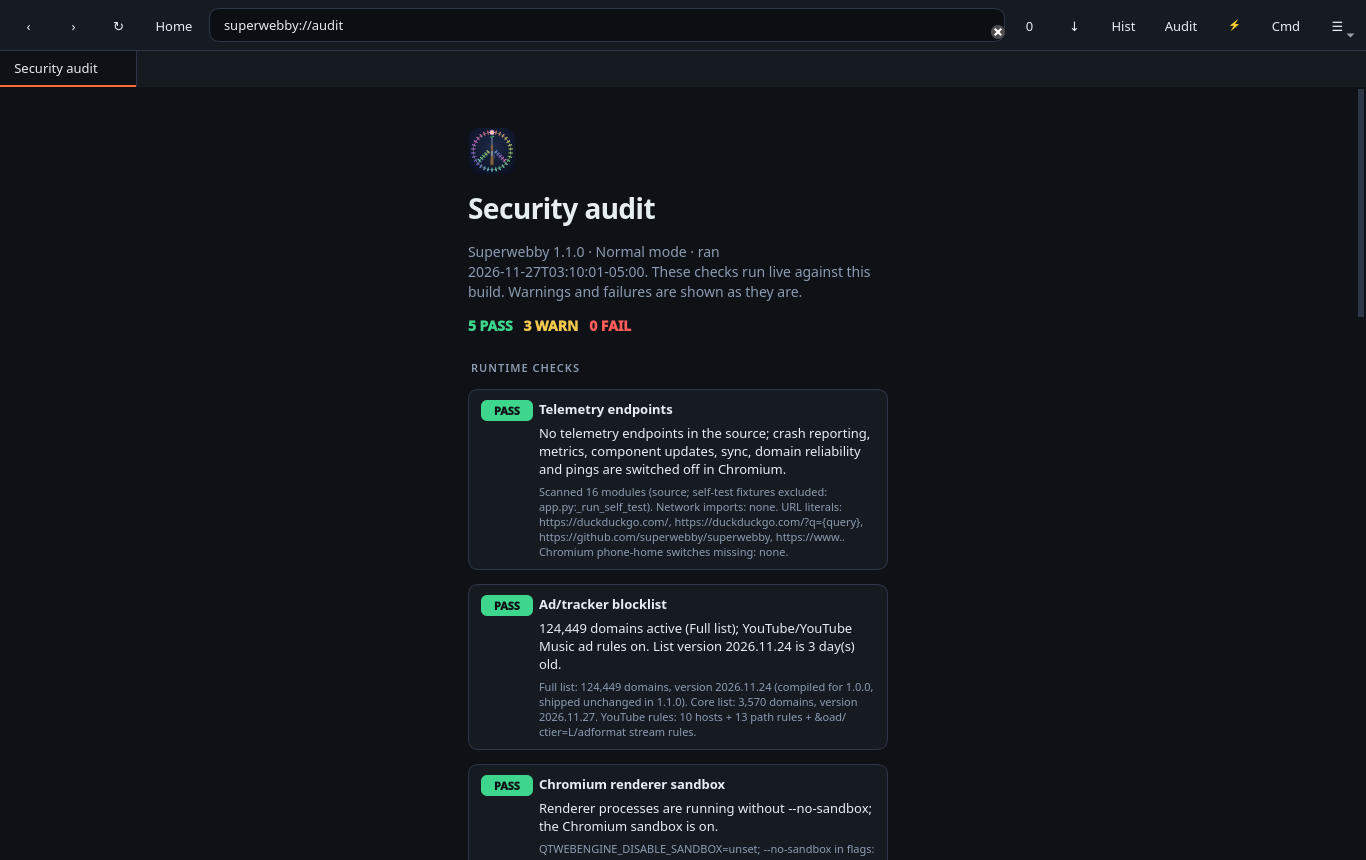 ‹ › ↻ Home superwebby://audit 0 ↓ Hist Audit ⚡ Cmd ☰
Security audit
Security audit
Superwebby 1.1.0 · Normal mode · ran
2026-11-27T03:10:01-05:00. These checks run live against this
build. Warnings and failures are shown as they are.
5 PASS 3 WARN 0 FAIL
RUNTIME CHECKS
PASS Telemetry endpoints
No telemetry endpoints in the source; crash reporting,
metrics, component updates, sync, domain reliability
and pings are switched off in Chromium.
Scanned 16 modules (source; self-test fixtures excluded:
app.py:_run_self_test). Network imports: none. URL literals:
https://duckduckgo.com/, https://duckduckgo.com/?q={query},
https://github.com/superwebby/superwebby, https://www..
Chromium phone-home switches missing: none.
PASS Ad/tracker blocklist
124,449 domains active (Full list); YouTube/YouTube
Music ad rules on. List version 2026.11.24 is 3 day(s)
old.
Full list: 124,449 domains, version 2026.11.24 (compiled for 1.0.0,
shipped unchanged in 1.1.0). Core list: 3,570 domains, version
2026.11.27. YouTube rules: 10 hosts + 13 path rules + &oad/
ctier=L/adformat stream rules.
PASS Chromium renderer sandbox
Renderer processes are running without --no-sandbox;
the Chromium sandbox is on.
QTWEBENGINE_DISABLE_SANDBOX=unset; --no-sandbox in flags: